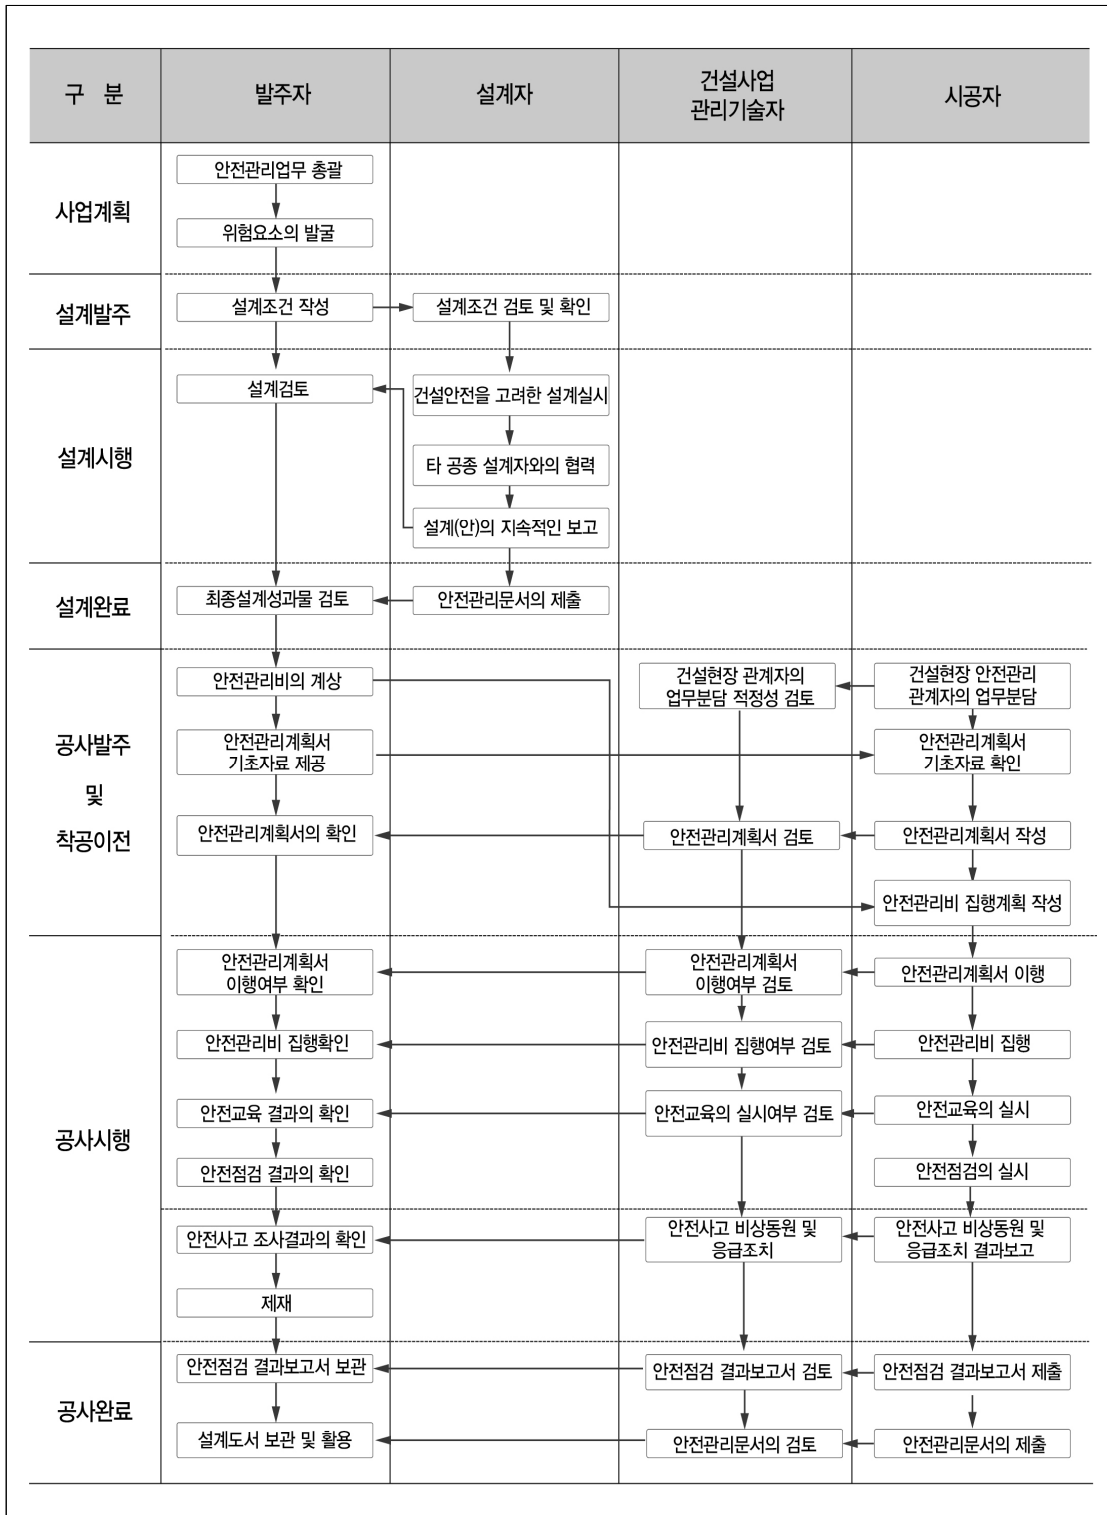 구 분
발주자
설계자
건설사업
관리기술자
시공자
사업계획
안전관리업무 총괄
위험요소의 발굴
설계발주
설계조건 작성
설계조건 검토 및 확인
설계시행
설계검토
건설안전을 고려한 설계실시
타 공종 설계자와의 협력
설계(안)의 지속적인 보고
설계완료
최종설계성과물 검토
안전관리문서의 제출
공사발주
및
착공이전
안전관리비의 계상
건설현장 관계자의
업무분담 적정성 검토
건설현장 안전관리
관계자의 업무분담
안전관리계획서
기초자료 제공
안전관리계획서
기초자료 확인
안전관리계획서의 확인
안전관리계획서 검토
안전관리계획서 작성
안전관리비 집행계획 작성
공사시행
안전관리계획서
이행여부 확인
안전관리계획서
이행여부 검토
안전관리계획서 이행
안전관리비 집행확인
안전관리비 집행여부 검토
안전관리비 집행
안전교육 결과의 확인
안전교육의 실시여부 검토
안전교육의 실시
안전점검 결과의 확인
안전점검의 실시
안전사고 조사결과의 확인
안전사고 비상동원 및
응급조치
안전사고 비상동원 및
응급조치 결과보고
제재
공사완료
안전점검 결과보고서 보관
안전점검 결과보고서 검토
안전점검 결과보고서 제출
설계도서 보관 및 활용
안전관리문서의 검토
안전관리문서의 제출